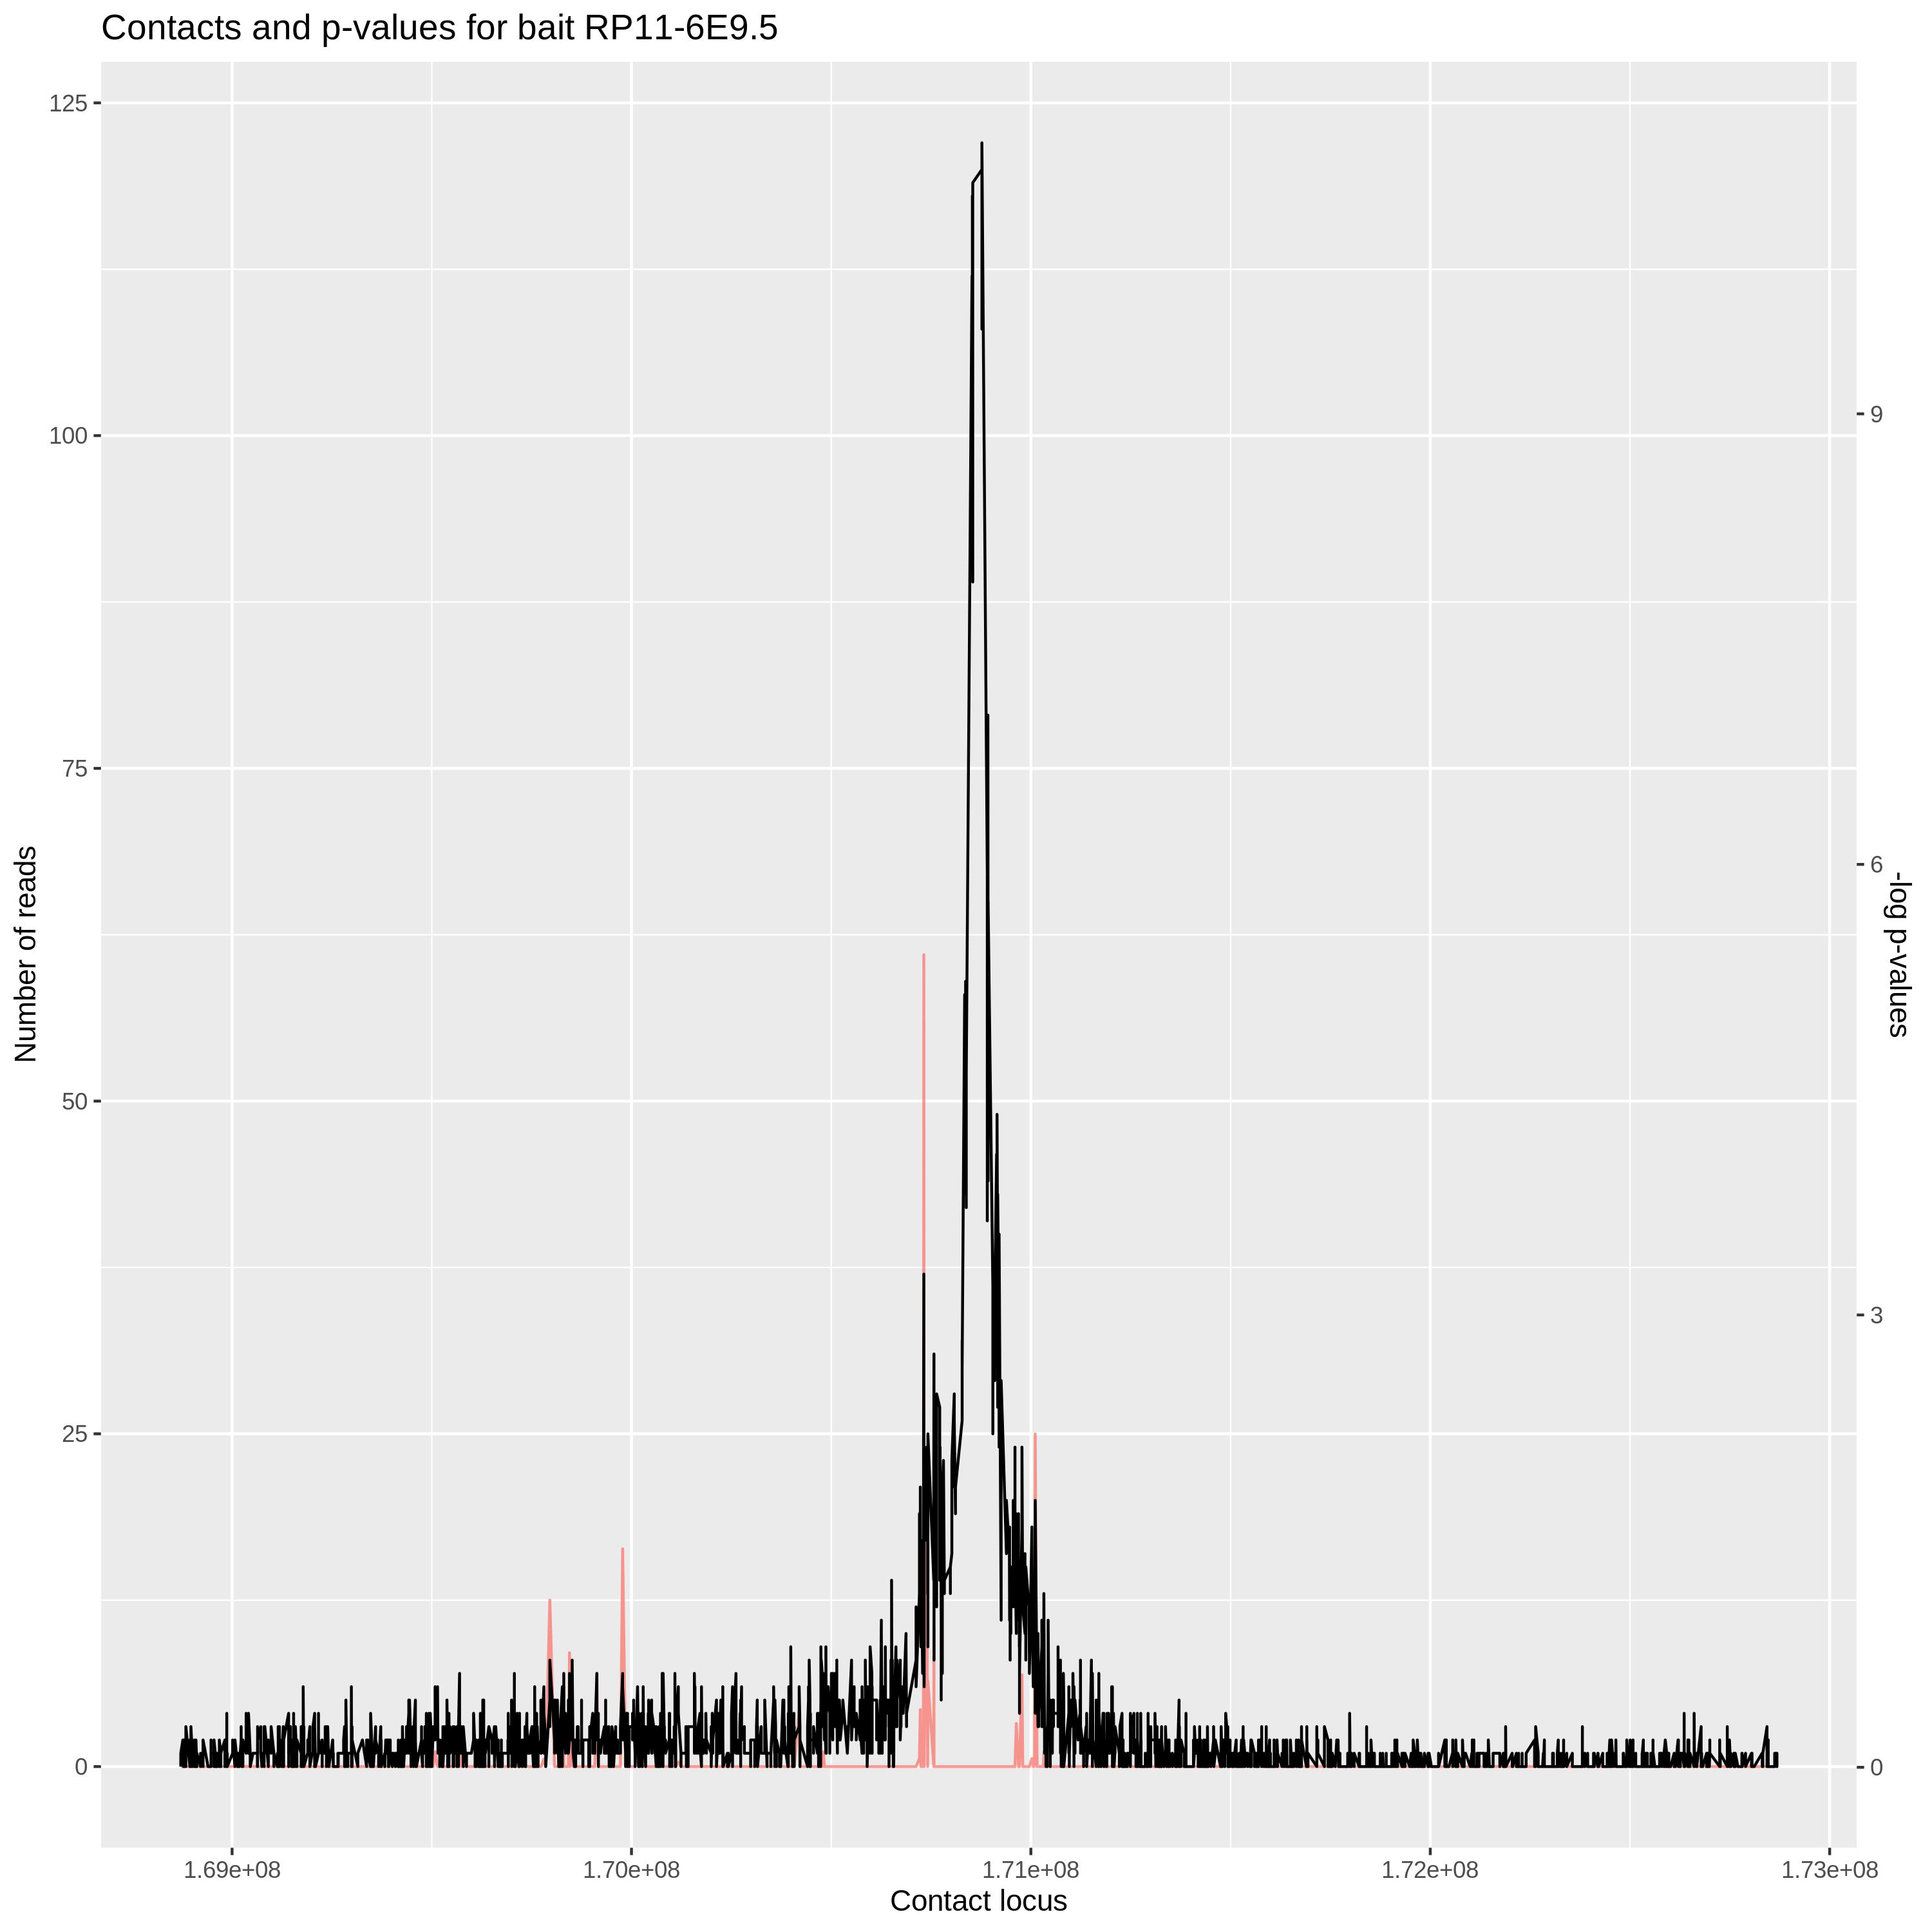 Contacts and p-values for bait RP11-6E9.5
125
100
75
50
25
0
Number of reads
9
6
3
0
-log p-values
1.69e+08 1.70e+08 1.71e+08 1.72e+08 1.73e+08
Contact locus